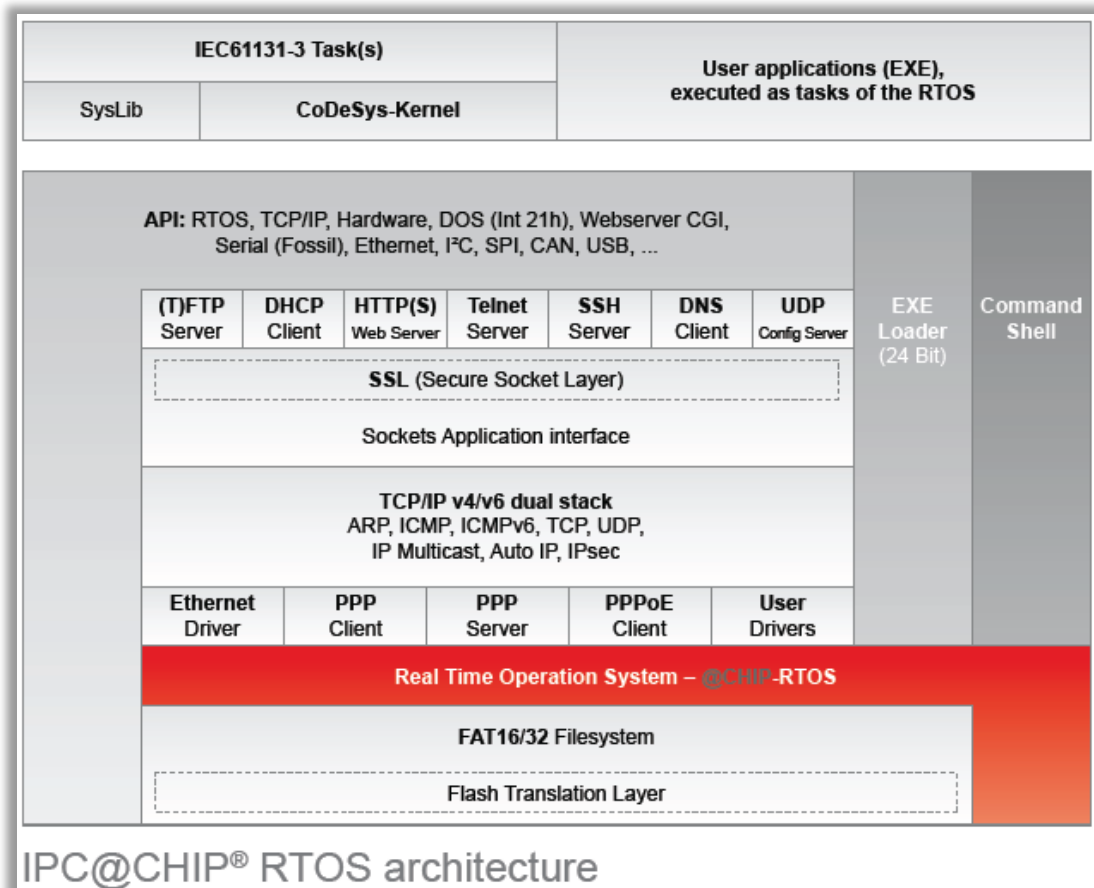 IEC61131-3 Task(s)
SysLib
CoDeSys-Kernel
User applications (EXE),
executed as tasks of the RTOS
API: RTOS, TCP/IP, Hardware, DOS (Int 21h), Webserver CGI,
Serial (Fossil), Ethernet, I²C, SPI, CAN, USB, ...
(T)FTP
Server
DHCP
Client
HTTP(S)
Web Server
Telnet
Server
SSH
Server
DNS
Client
UDP
Config Server
EXE
Loader
(24 Bit)
Command
Shell
SSL (Secure Socket Layer)
Sockets Application interface
TCP/IP v4/v6 dual stack
ARP, ICMP, ICMPv6, TCP, UDP,
IP Multicast, Auto IP, IPsec
Ethernet
Driver
PPP
Client
PPP
Server
PPPoE
Client
User
Drivers
Real Time Operation System – @CHIP-RTOS
FAT16/32 Filesystem
Flash Translation Layer
IPC@CHIP® RTOS architecture